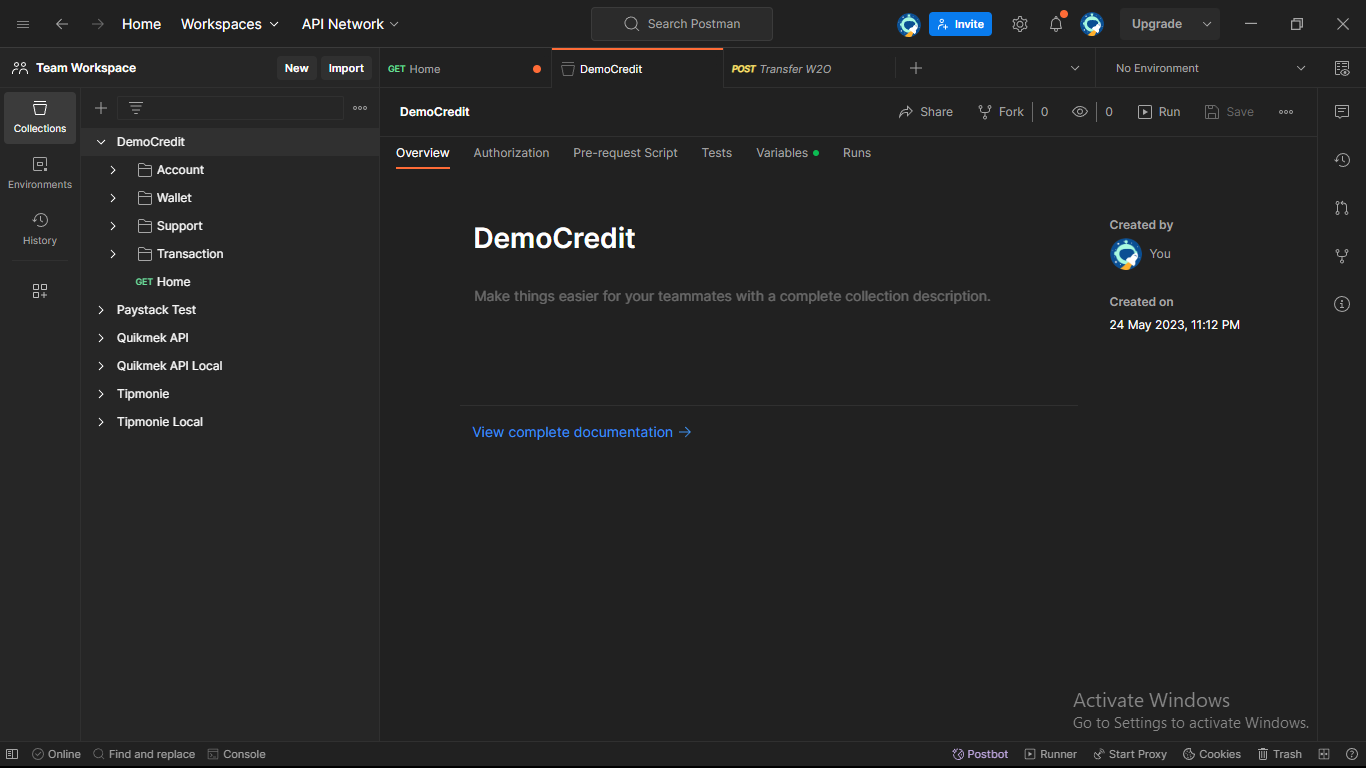 Home Workspaces API Network Search Postman Invite Upgrade
Team Workspace New Import GET Home DemoCredit POST Transfer W2O No Environment
Collections
Environments
History
DemoCredit
Account
Wallet
Support
Transaction
GET Home
Paystack Test
Quikmek API
Quikmek API Local
Tipmonie
Tipmonie Local
DemoCredit Share Fork 0 0 Run Save
Overview Authorization Pre-request Script Tests Variables Runs
DemoCredit
Make things easier for your teammates with a complete collection description.
View complete documentation →
Created by
You
Created on
24 May 2023, 11:12 PM
Activate Windows
Go to Settings to activate Windows.
Online Find and replace Console Postbot Runner Start Proxy Cookies Trash